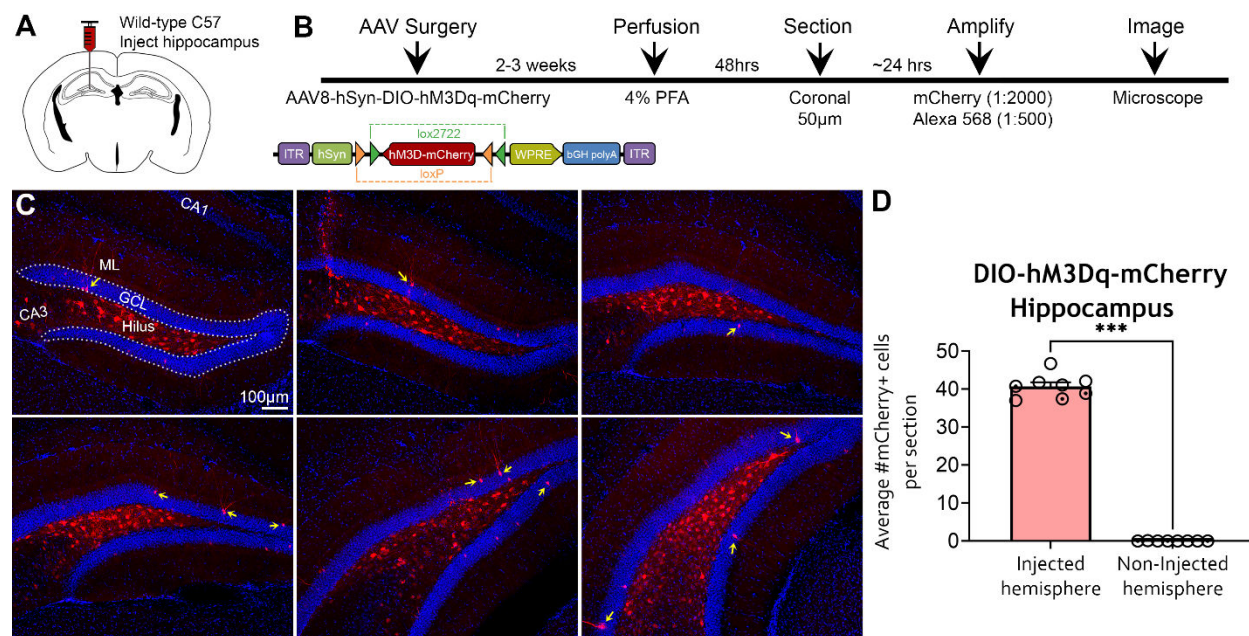 A
Wild-type C57
Inject hippocampus
B
AAV Surgery
Perfusion
Section
Amplify
Image
2-3 weeks
48hrs
~24 hrs
AAV8-hSyn-DIO-hM3Dq-mCherry
4% PFA
Coronal
50µm
mCherry (1:2000)
Alexa 568 (1:500)
Microscope
lox2722
ITR
hSyn
hM3D-mCherry
WPRE
bGH polyA
ITR
loxP
C
CA1
ML
GCL
CA3
Hilus
100µm
D
DIO-hM3Dq-mCherry
Hippocampus
***
Average #mCherry+ cells
per section
50
40
30
20
10
0
Injected
hemisphere
Non-Injected
hemisphere